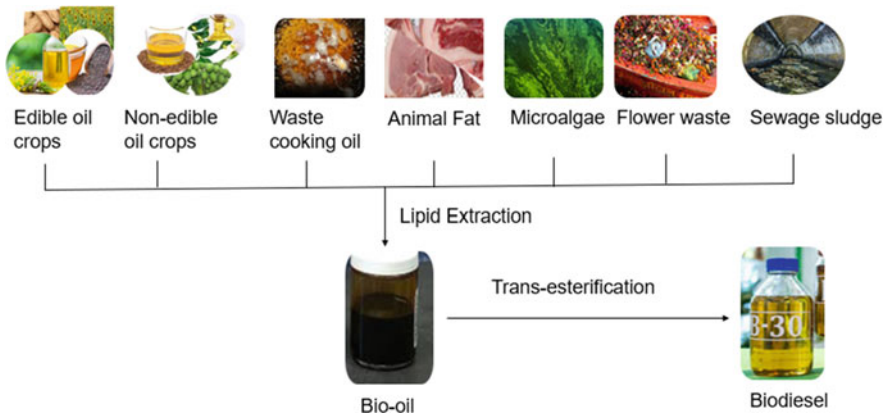 Edible oil
crops
Non-edible
oil crops
Waste
cooking oil
Animal Fat
Microalgae
Flower waste
Sewage sludge
Lipid Extraction
Trans-esterification
B-30
Bio-oil
Biodiesel